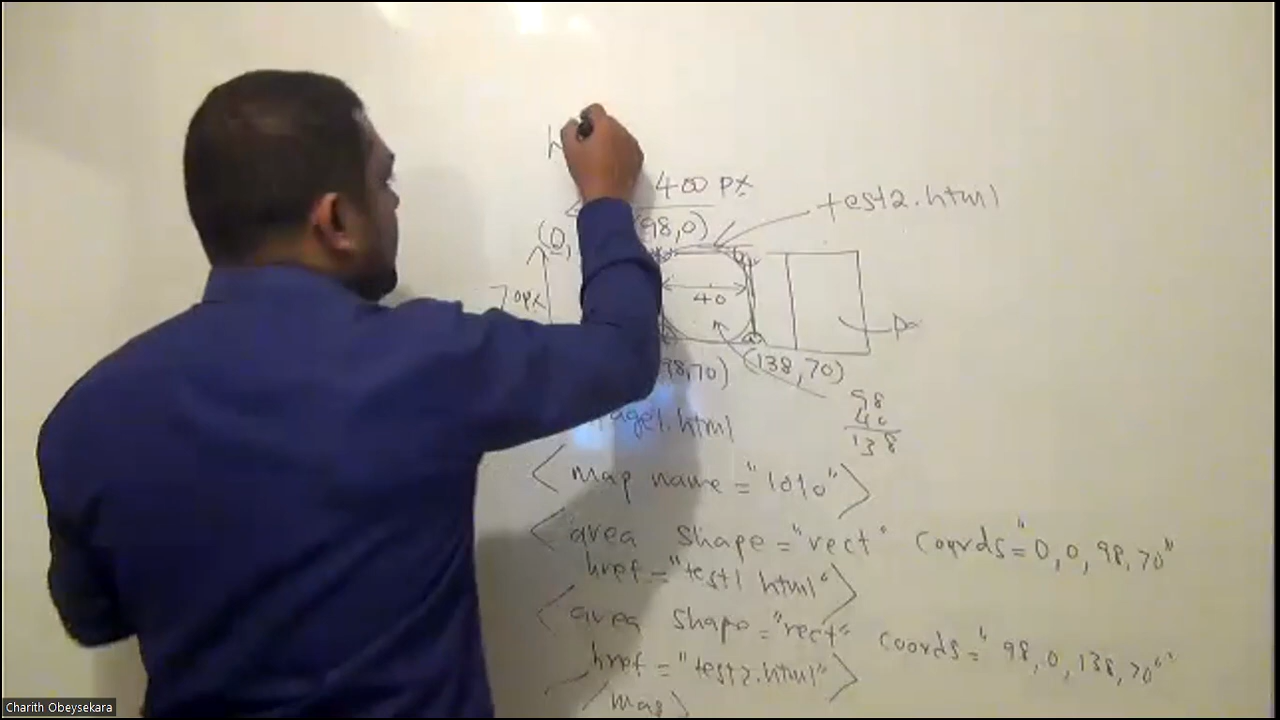 h
400 px
test2.html
(0,
(98,0)
70px
40
98,70)
(138,70)
98
40
138
page1.html
<map name="1010">
<area shape="rect" coords="0,0,98,70"
href="test1 html">
<area shape="rect" coords="98,0,138,70"
href="test2.html">
/map>
Charith Obeysekara